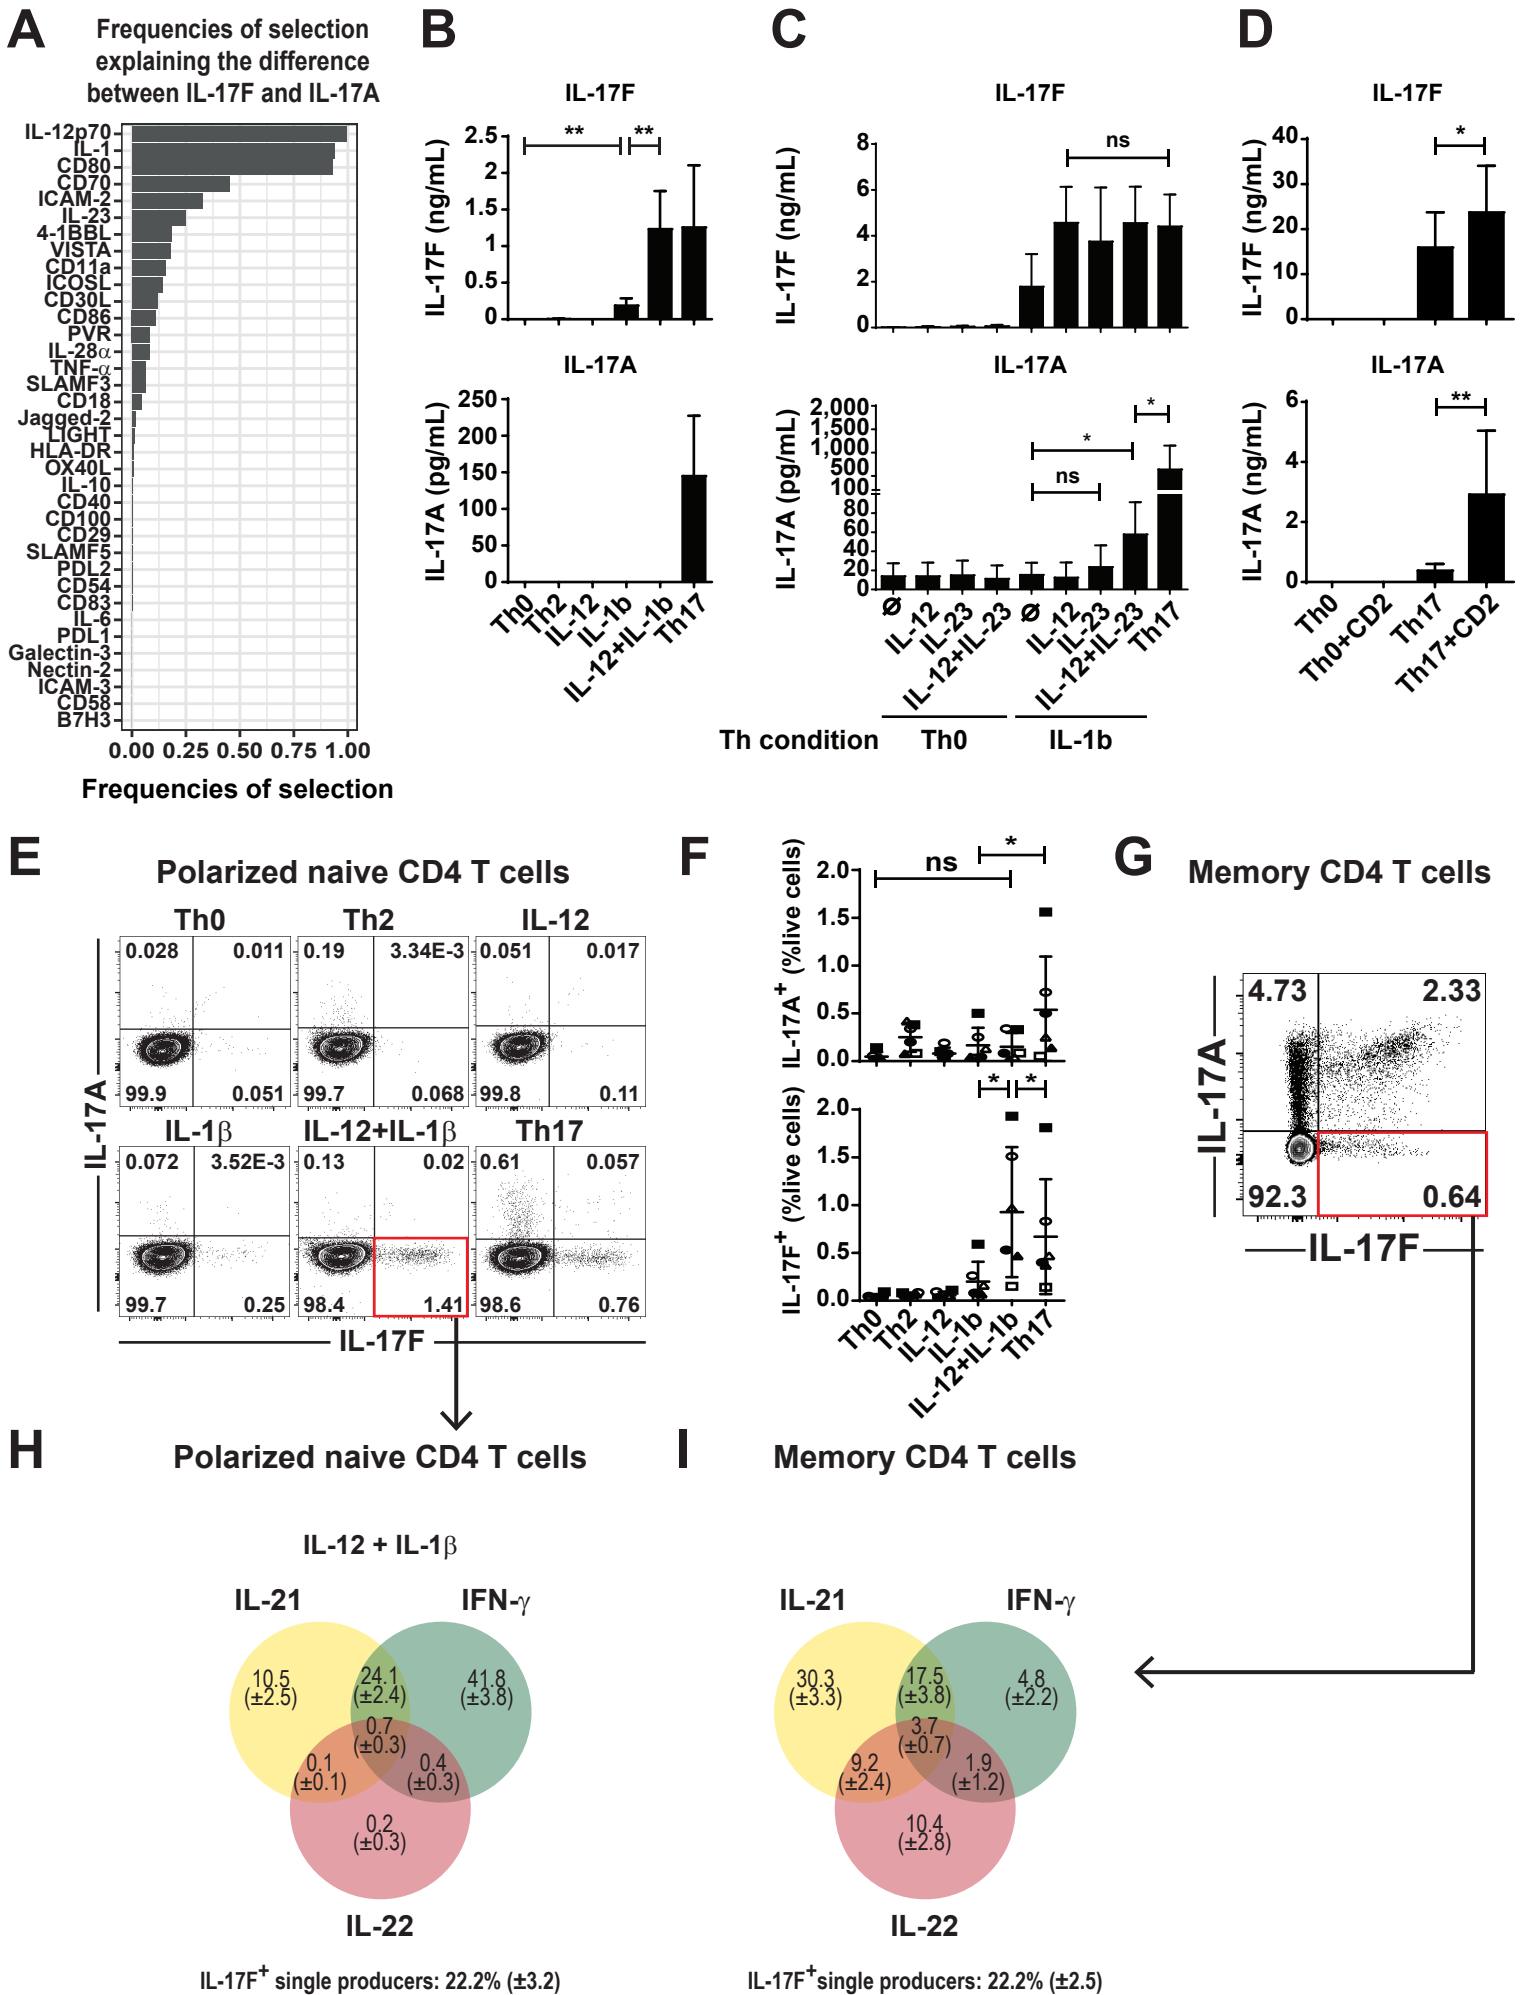 A
Frequencies of selection
explaining the difference
between IL-17F and IL-17A
IL-12p70
IL-1
CD80
CD70
ICAM-2
IL-23
4-1BBL
VISTA
CD11a
ICOSL
CD30L
CD86
PVR
IL-28α
TNF-α
SLAMF3
CD18
Jagged-2
LIGHT
HLA-DR
OX40L
IL-10
CD40
CD100
CD29
SLAMF5
PDL2
CD54
CD83
IL-6
PDL1
Galectin-3
Nectin-2
ICAM-3
CD58
B7H3
0.00 0.25 0.75 1.00
Frequencies of selection
B
IL-17F
IL-17F (ng/mL)
2.5
2
1.5
1
0.5
0
** **
IL-17A
IL-17A (pg/mL)
250
200
150
100
50
0
Th0
Th2
IL-12
IL-1b
IL-12+IL-1b
Th17
C
IL-17F
IL-17F (ng/mL)
8
6
4
2
0
ns
IL-17A
IL-17A (pg/mL)
2,000
1,500
1,000
500
100
80
60
40
20
0
*
*
ns
Ø
IL-12
IL-23
IL-12+IL-23
Ø
IL-12
IL-23
IL-12+IL-23
Th17
Th condition Th0 IL-1b
D
IL-17F
IL-17F (ng/mL)
40
30
20
10
0
*
IL-17A
IL-17A (ng/mL)
6
4
2
0
**
Th0
Th0+CD2
Th17
Th17+CD2
E
Polarized naive CD4 T cells
Th0 Th2 IL-12
0.028 0.011 0.19 3.34E-3 0.051 0.017
99.9 0.051 99.7 0.068 99.8 0.11
IL-1β IL-12+IL-1β Th17
0.072 3.52E-3 0.13 0.02 0.61 0.057
99.7 0.25 98.4 1.41 98.6 0.76
IL-17A
IL-17F
F
IL-17A+ (%live cells)
2.0
1.5
1.0
0.5
0.0
ns *
IL-17F+ (%live cells)
2.0
1.5
1.0
0.5
0.0
* *
Th0
Th2
IL-12
IL-1b
IL-12+IL-1b
Th17
G
Memory CD4 T cells
4.73 2.33
92.3 0.64
IL-17A
IL-17F
H
Polarized naive CD4 T cells
IL-12 + IL-1β
IL-21 IFN-γ
10.5
(±2.5)
24.1
(±2.4)
41.8
(±3.8)
0.7
(±0.3)
0.1
(±0.1)
0.4
(±0.3)
0.2
(±0.3)
IL-22
IL-17F+ single producers: 22.2% (±3.2)
I
Memory CD4 T cells
IL-21 IFN-γ
30.3
(±3.3)
17.5
(±3.8)
4.8
(±2.2)
3.7
(±0.7)
9.2
(±2.4)
1.9
(±1.2)
10.4
(±2.8)
IL-22
IL-17F+single producers: 22.2% (±2.5)